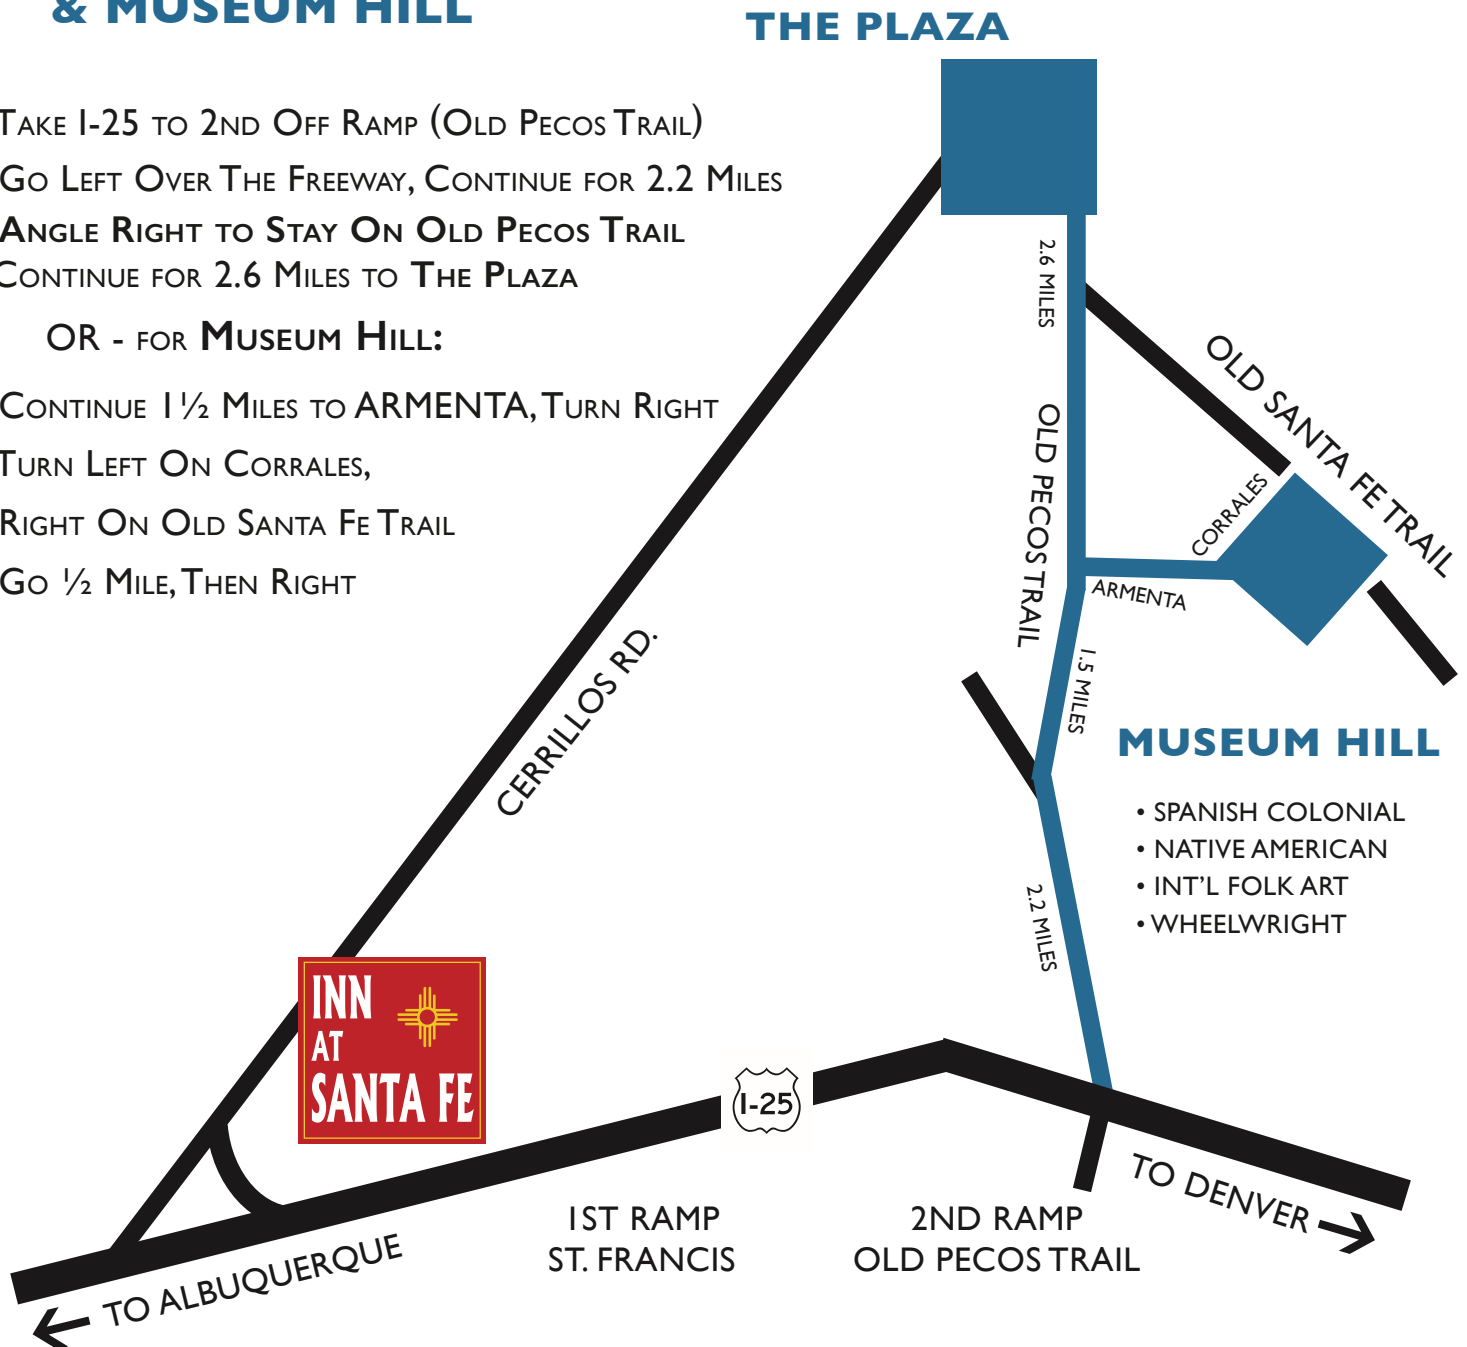 & MUSEUM HILL
THE PLAZA
TAKE I-25 TO 2ND OFF RAMP (OLD PECOS TRAIL)
GO LEFT OVER THE FREEWAY, CONTINUE FOR 2.2 MILES
ANGLE RIGHT TO STAY ON OLD PECOS TRAIL
CONTINUE FOR 2.6 MILES TO THE PLAZA
OR - FOR MUSEUM HILL:
CONTINUE 1½ MILES TO ARMENTA, TURN RIGHT
TURN LEFT ON CORRALES,
RIGHT ON OLD SANTA FE TRAIL
GO ½ MILE, THEN RIGHT
2.6 MILES
OLD SANTA FE TRAIL
OLD PECOS TRAIL
CORRALES
ARMENTA
1.5 MILES
CERRILLOS RD.
MUSEUM HILL
• SPANISH COLONIAL
• NATIVE AMERICAN
• INT'L FOLK ART
• WHEELWRIGHT
2.2 MILES
INN
AT
SANTA FE
I-25
TO DENVER
1ST RAMP
ST. FRANCIS
2ND RAMP
OLD PECOS TRAIL
TO ALBUQUERQUE